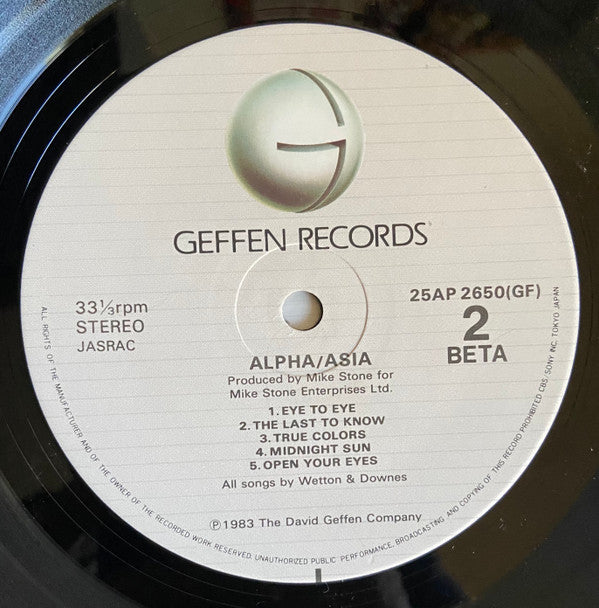 GEFFEN RECORDS
33⅓rpm
STEREO
JASRAC
25AP 2650(GF)
2
BETA
ALPHA/ASIA
Produced by Mike Stone for
Mike Stone Enterprises Ltd.
1. EYE TO EYE
2. THE LAST TO KNOW
3. TRUE COLORS
4. MIDNIGHT SUN
5. OPEN YOUR EYES
All songs by Wetton & Downes
℗1983 The David Geffen Company
ALL RIGHTS OF THE MANUFACTURER AND OF THE OWNER OF THE RECORDED WORK RESERVED. UNAUTHORIZED PUBLIC PERFORMANCE, BROADCASTING AND COPYING OF THIS RECORD PROHIBITED CBS/SONY INC. TOKYO JAPAN